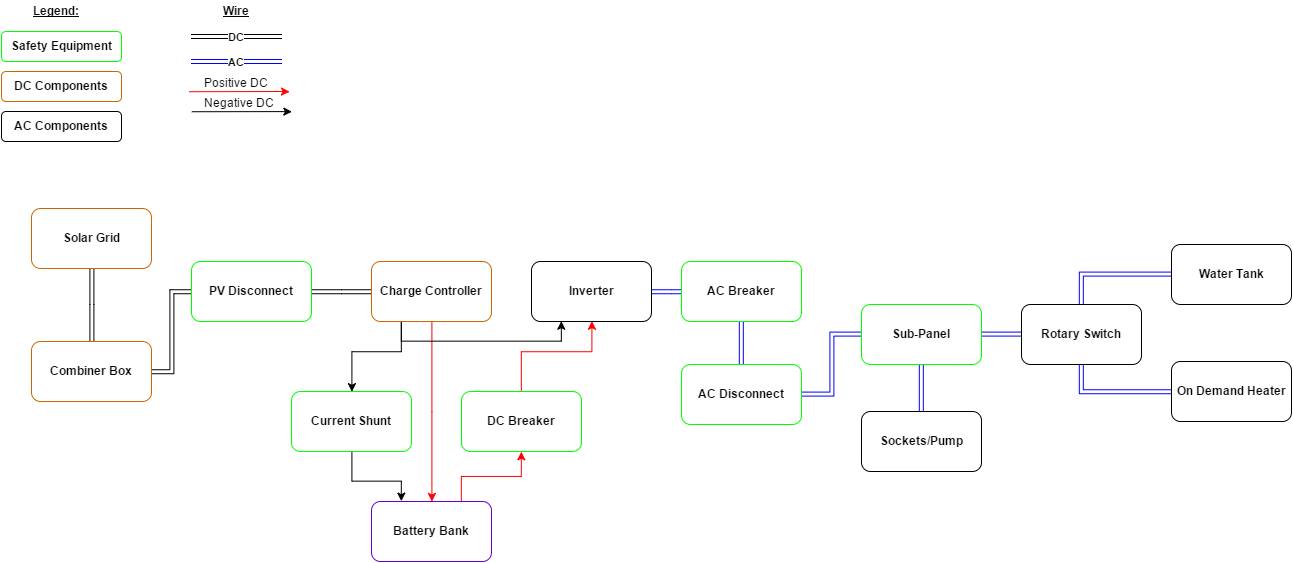 Legend:
Wire
DC
Safety Equipment
AC
Positive DC
DC Components
Negative DC
AC Components
Solar Grid
PV Disconnect
Charge Controller
Inverter
AC Breaker
Water Tank
Sub-Panel
Rotary Switch
Combiner Box
AC Disconnect
On Demand Heater
Current Shunt
DC Breaker
Sockets/Pump
Battery Bank